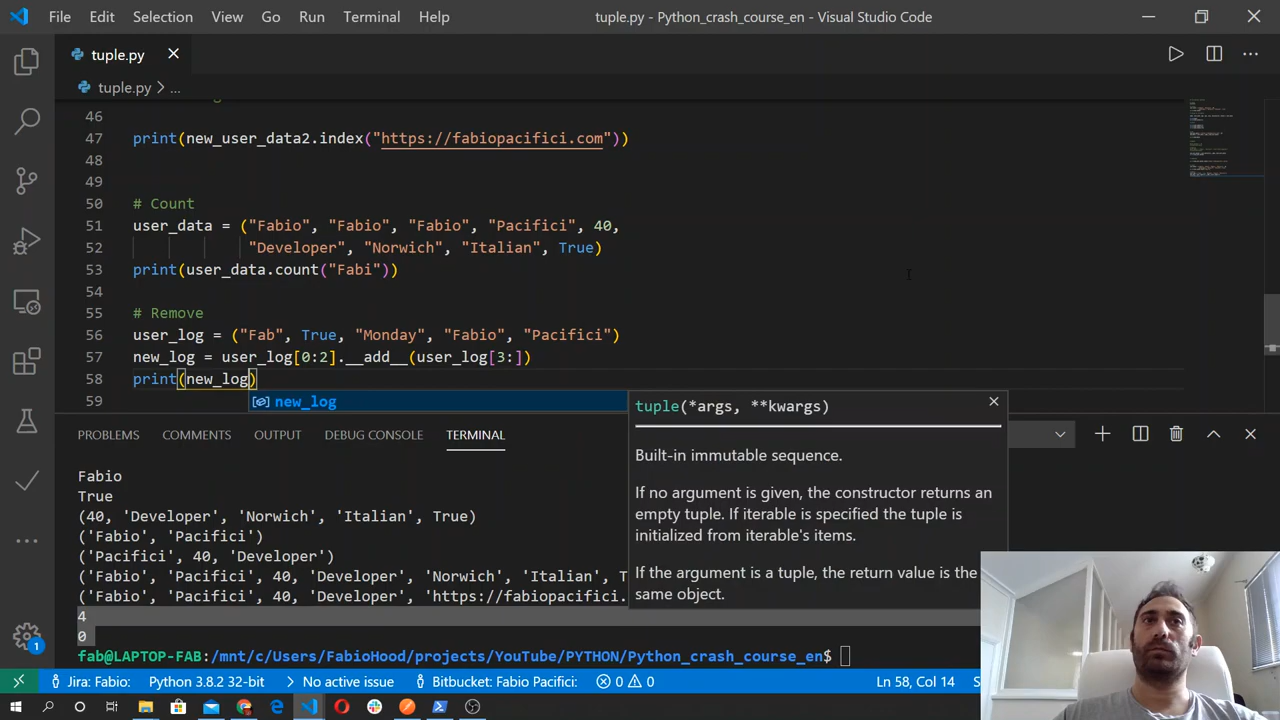 File Edit Selection View Go Run Terminal Help tuple.py - Python_crash_course_en - Visual Studio Code
tuple.py
tuple.py > ...
46
47 print(new_user_data2.index("https://fabiopacifici.com"))
48
49
50 # Count
51 user_data = ("Fabio", "Fabio", "Fabio", "Pacifici", 40,
52 "Developer", "Norwich", "Italian", True)
53 print(user_data.count("Fabi"))
54
55 # Remove
56 user_log = ("Fab", True, "Monday", "Fabio", "Pacifici")
57 new_log = user_log[0:2].__add__(user_log[3:])
58 print(new_log)
59
new_log
tuple(*args, **kwargs)
Built-in immutable sequence.
If no argument is given, the constructor returns an
empty tuple. If iterable is specified the tuple is
initialized from iterable's items.
If the argument is a tuple, the return value is the
same object.
PROBLEMS COMMENTS OUTPUT DEBUG CONSOLE TERMINAL
Fabio
True
(40, 'Developer', 'Norwich', 'Italian', True)
('Fabio', 'Pacifici')
('Pacifici', 40, 'Developer')
('Fabio', 'Pacifici', 40, 'Developer', 'Norwich', 'Italian', T
('Fabio', 'Pacifici', 40, 'Developer', 'https://fabiopacifici.
4
0
fab@LAPTOP-FAB:/mnt/c/Users/FabioHood/projects/YouTube/PYTHON/Python_crash_course_en$
1
Jira: Fabio: Python 3.8.2 32-bit No active issue Bitbucket: Fabio Pacifici: 0 0 Ln 58, Col 14